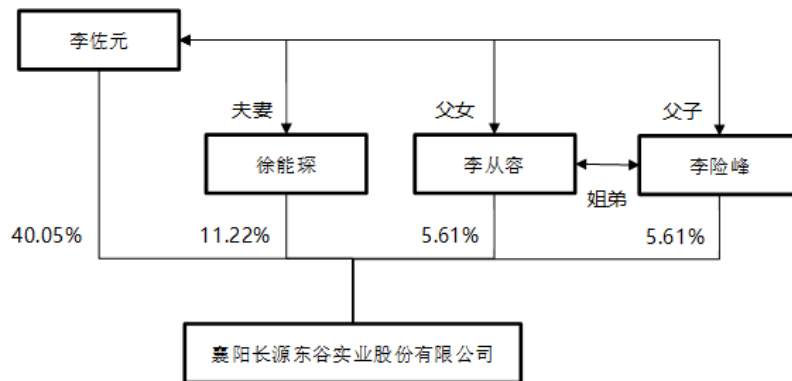 李佐元
夫妻
父女
父子
徐能琛
李从容
李险峰
姐弟
40.05%
11.22%
5.61%
5.61%
襄阳长源东谷实业股份有限公司